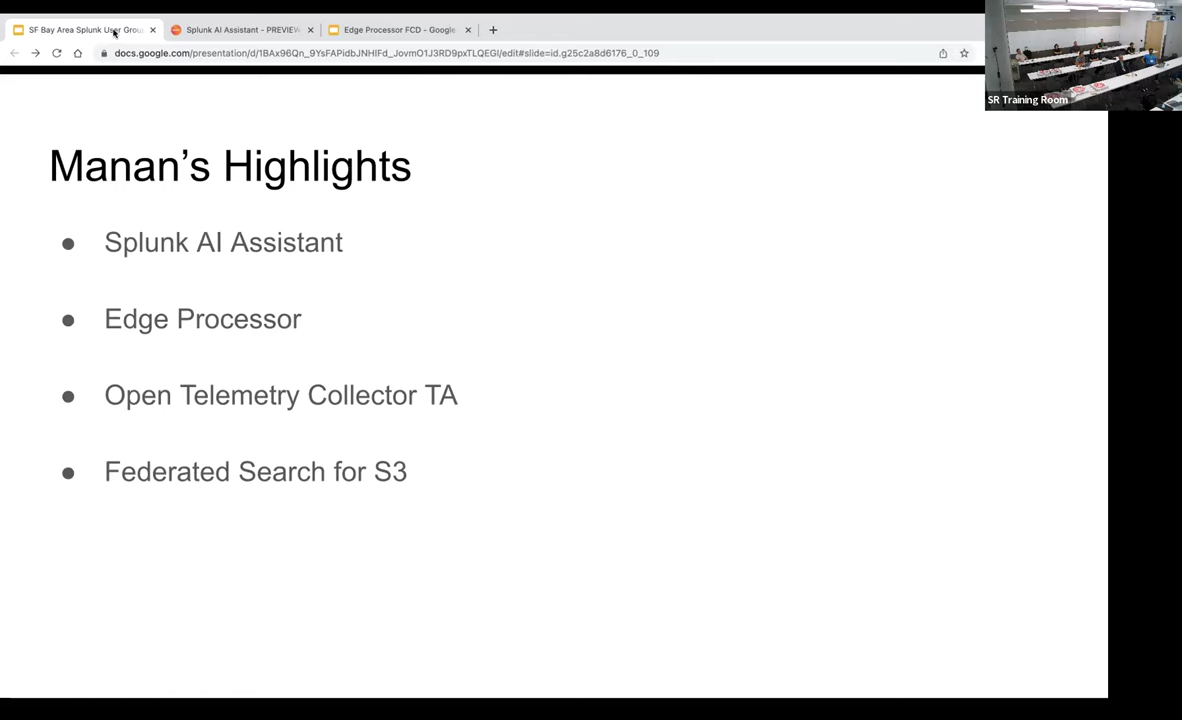 SF Bay Area Splunk User Grou
Splunk AI Assistant - PREVIEW
Edge Processor FCD - Google
docs.google.com/presentation/d/1BAx96Qn_9YsFAPidbJNHIFd_JovmO1J3RD9pxTLQEGI/edit#slide=id.g25c2a8d6176_0_109
SR Training Room
Manan’s Highlights
● Splunk AI Assistant
● Edge Processor
● Open Telemetry Collector TA
● Federated Search for S3